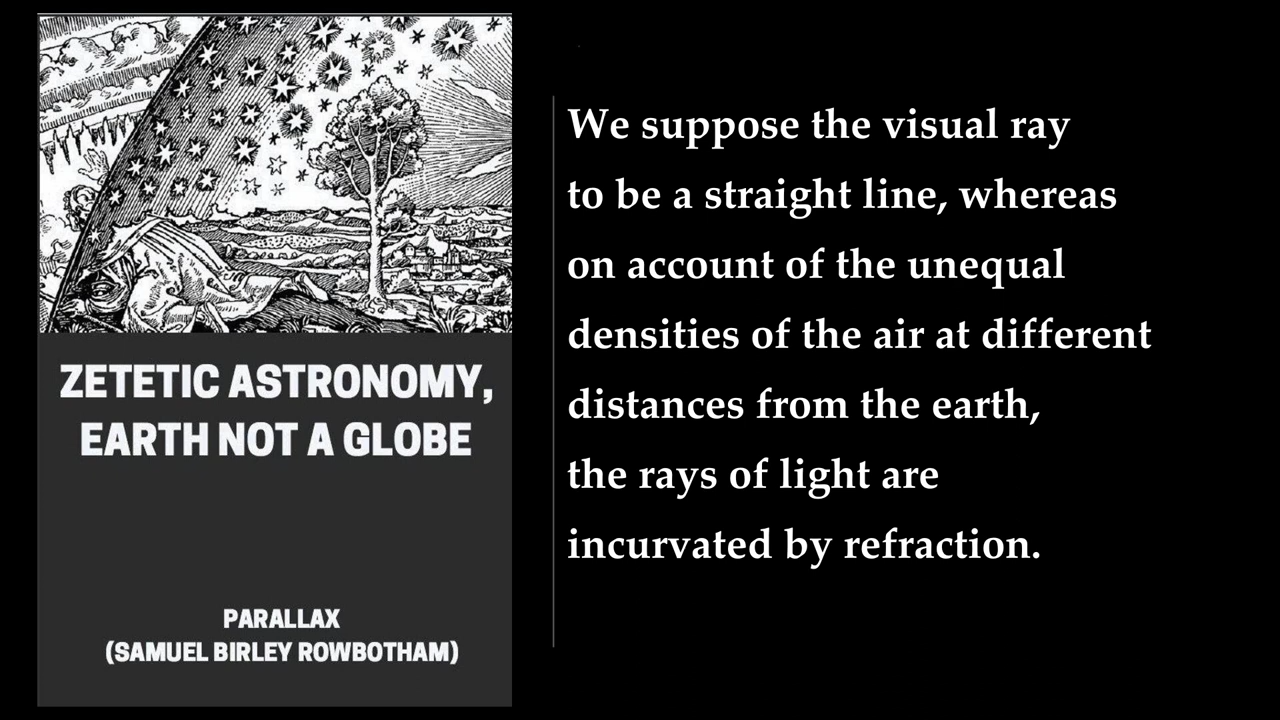 ZETETIC ASTRONOMY,
EARTH NOT A GLOBE
PARALLAX
(SAMUEL BIRLEY ROWBOTHAM)
We suppose the visual ray
to be a straight line, whereas
on account of the unequal
densities of the air at different
distances from the earth,
the rays of light are
incurvated by refraction.